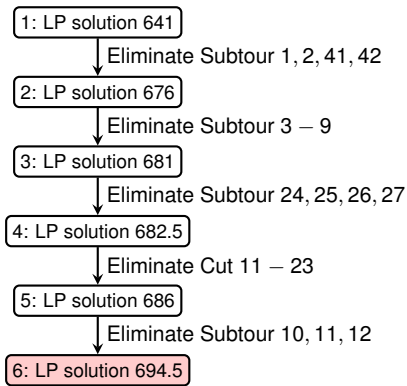 1: LP solution 641
Eliminate Subtour 1, 2, 41, 42
2: LP solution 676
Eliminate Subtour 3 − 9
3: LP solution 681
Eliminate Subtour 24, 25, 26, 27
4: LP solution 682.5
Eliminate Cut 11 − 23
5: LP solution 686
Eliminate Subtour 10, 11, 12
6: LP solution 694.5